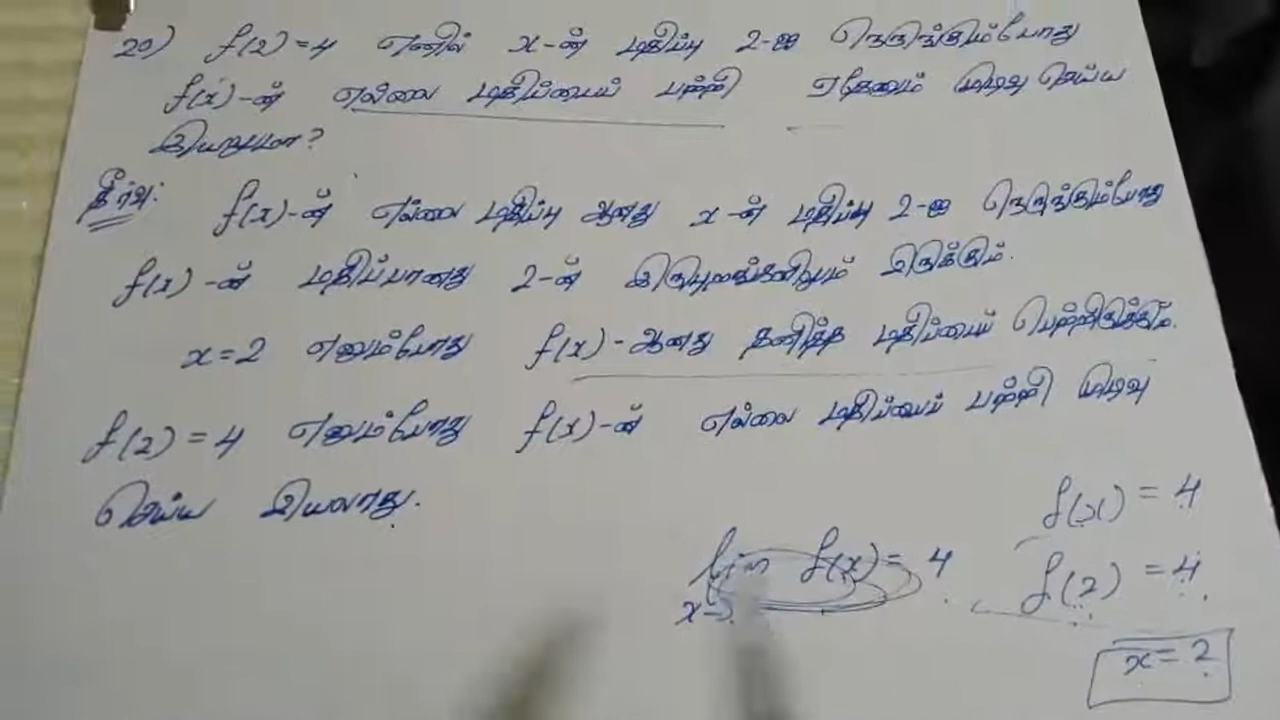 20) f(2)=4 எனில் x-ன் மதிப்பு 2-ஐ நெருங்கும்போது
f(x)-ன் எல்லை மதிப்பைப் பற்றி ஏதேனும் முடிவு செய்ய
இயலுமா?
தீர்வு: f(x)-ன் எல்லை மதிப்பு ஆனது x-ன் மதிப்பு 2-ஐ நெருங்கும்போது
f(x)-ன் மதிப்பானது 2-ன் இருபுறங்களிலும் இருக்கும்.
x=2 எனும்போது f(x)-ஆனது தனித்த மதிப்பைப் பெற்றிருக்கும்.
f(2)=4 எனும்போது f(x)-ன் எல்லை மதிப்பைப் பற்றி முடிவு
செய்ய இயலாது.
f(x) = 4
lim f(x) = 4
x→
f(2) = 4
x=2